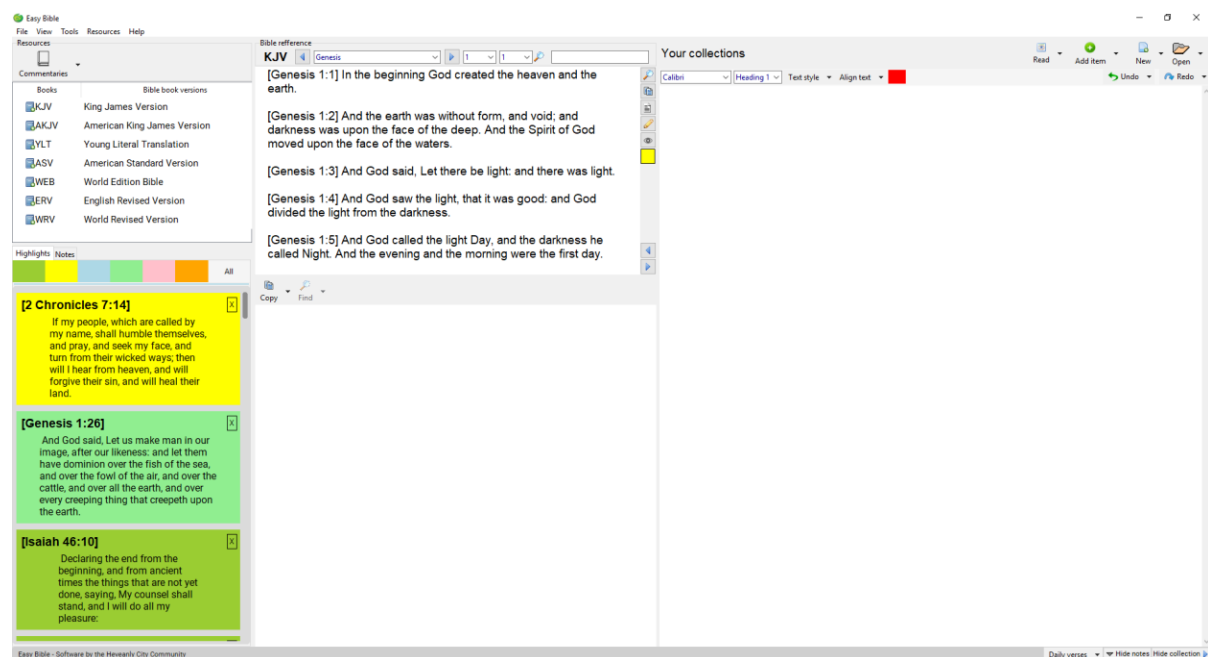 Easy Bible
File View Tools Resources Help
Resources
Commentaries
Books Bible book versions
KJV King James Version
AKJV American King James Version
YLT Young Literal Translation
ASV American Standard Version
WEB World Edition Bible
ERV English Revised Version
WRV World Revised Version
Highlights Notes
All
[2 Chronicles 7:14] X
If my people, which are called by
my name, shall humble themselves,
and pray, and seek my face, and
turn from their wicked ways; then
will I hear from heaven, and will
forgive their sin, and will heal their
land.
[Genesis 1:26] X
And God said, Let us make man in our
image, after our likeness: and let them
have dominion over the fish of the sea,
and over the fowl of the air, and over the
cattle, and over all the earth, and over
every creeping thing that creepeth upon
the earth.
[Isaiah 46:10] X
Declaring the end from the
beginning, and from ancient
times the things that are not yet
done, saying, My counsel shall
stand, and I will do all my
pleasure:
Bible refference
KJV Genesis 1 1
[Genesis 1:1] In the beginning God created the heaven and the
earth.
[Genesis 1:2] And the earth was without form, and void; and
darkness was upon the face of the deep. And the Spirit of God
moved upon the face of the waters.
[Genesis 1:3] And God said, Let there be light: and there was light.
[Genesis 1:4] And God saw the light, that it was good: and God
divided the light from the darkness.
[Genesis 1:5] And God called the light Day, and the darkness he
called Night. And the evening and the morning were the first day.
Copy Find
Your collections
Read Add item New Open
Calibri Heading 1 Text style Align text Undo Redo
Easy Bible - Software by the Heveanly City Community
Daily verses Hide notes Hide collection